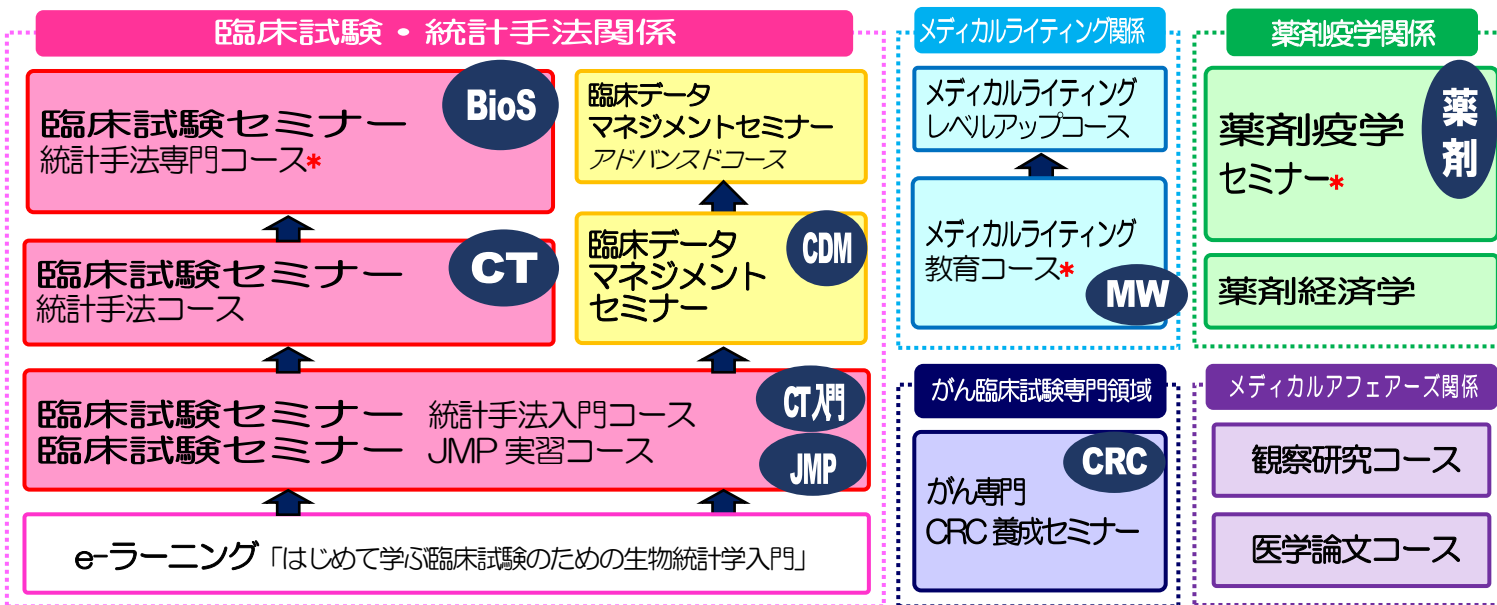 臨床試験・統計手法関係
臨床試験セミナー
統計手法専門コース*
BioS
臨床データ
マネジメントセミナー
アドバンスドコース
臨床試験セミナー
統計手法コース
CT
臨床データ
マネジメント
セミナー
CDM
臨床試験セミナー 統計手法入門コース
臨床試験セミナー JMP 実習コース
CT入門
JMP
e-ラーニング「はじめて学ぶ臨床試験のための生物統計学入門」
メディカルライティング関係
メディカルライティング
レベルアップコース
メディカルライティング
教育コース*
MW
薬剤疫学関係
薬剤疫学
セミナー*
薬
剤
薬剤経済学
がん臨床試験専門領域
CRC
がん専門
CRC 養成セミナー
メディカルアフェアーズ関係
観察研究コース
医学論文コース